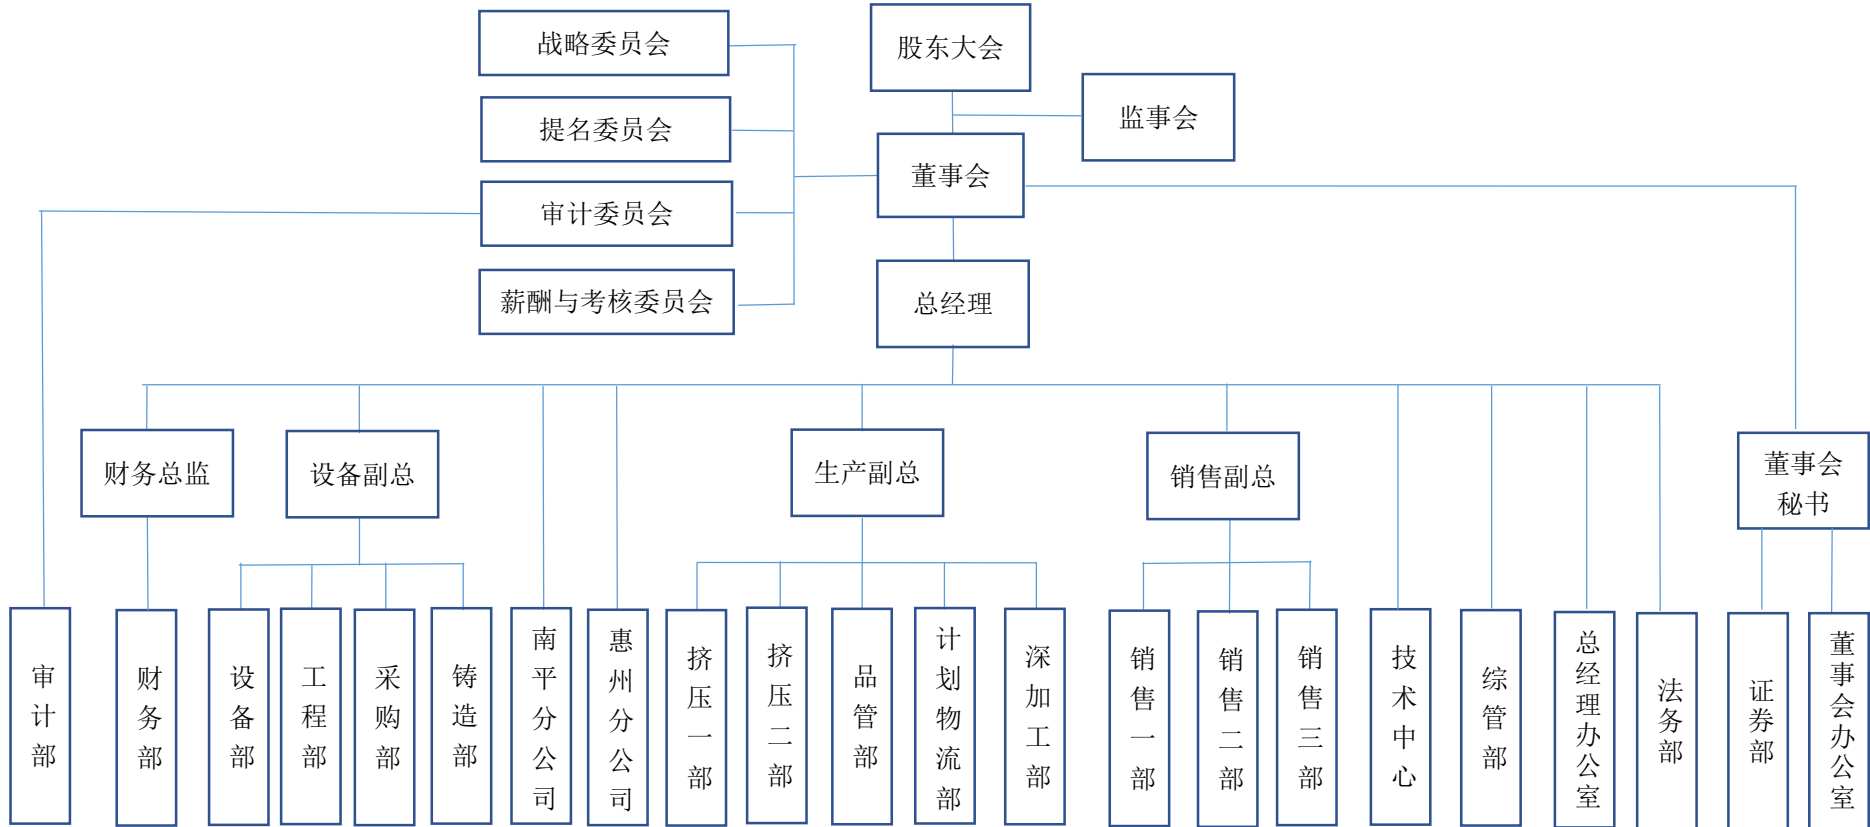 战略委员会
股东大会
监事会
提名委员会
董事会
审计委员会
薪酬与考核委员会
总经理
财务总监
设备副总
生产副总
销售副总
董事会
秘书
审计部
财务部
设备部
工程部
采购部
铸造部
南平分公司
惠州分公司
挤压一部
挤压二部
品管部
计划物流部
深加工部
销售一部
销售二部
销售三部
技术中心
综管部
总经理办公室
法务部
证券部
董事会办公室